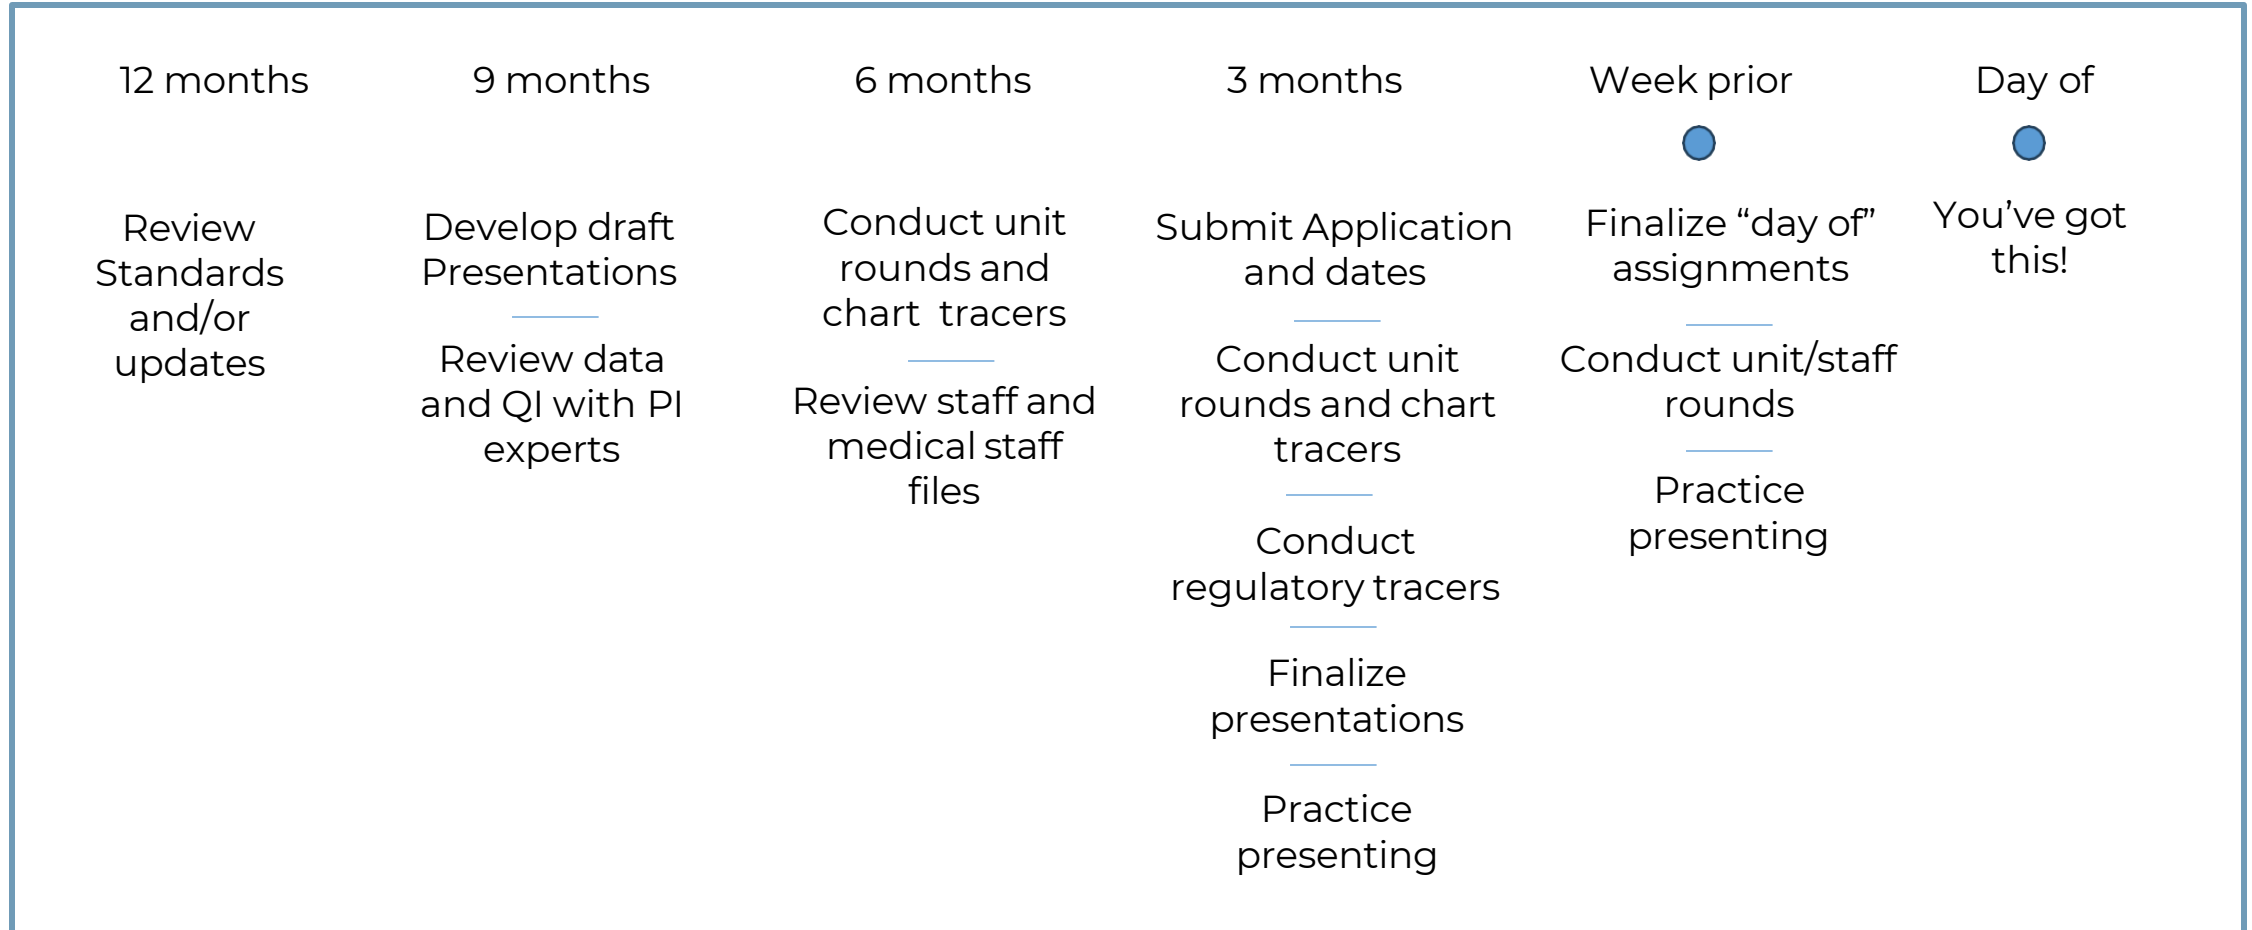 12 months
9 months
6 months
3 months
Week prior
Day of
Review
Standards
and/or
updates
Develop draft
Presentations
Review data
and QI with PI
experts
Conduct unit
rounds and
chart  tracers
Review staff and
medical staff
files
Submit Application
and dates
Conduct unit
rounds and chart
tracers
Conduct
regulatory tracers
Finalize
presentations
Practice
presenting
Finalize “day of”
assignments
Conduct unit/staff
rounds
Practice
presenting
You’ve got
this!